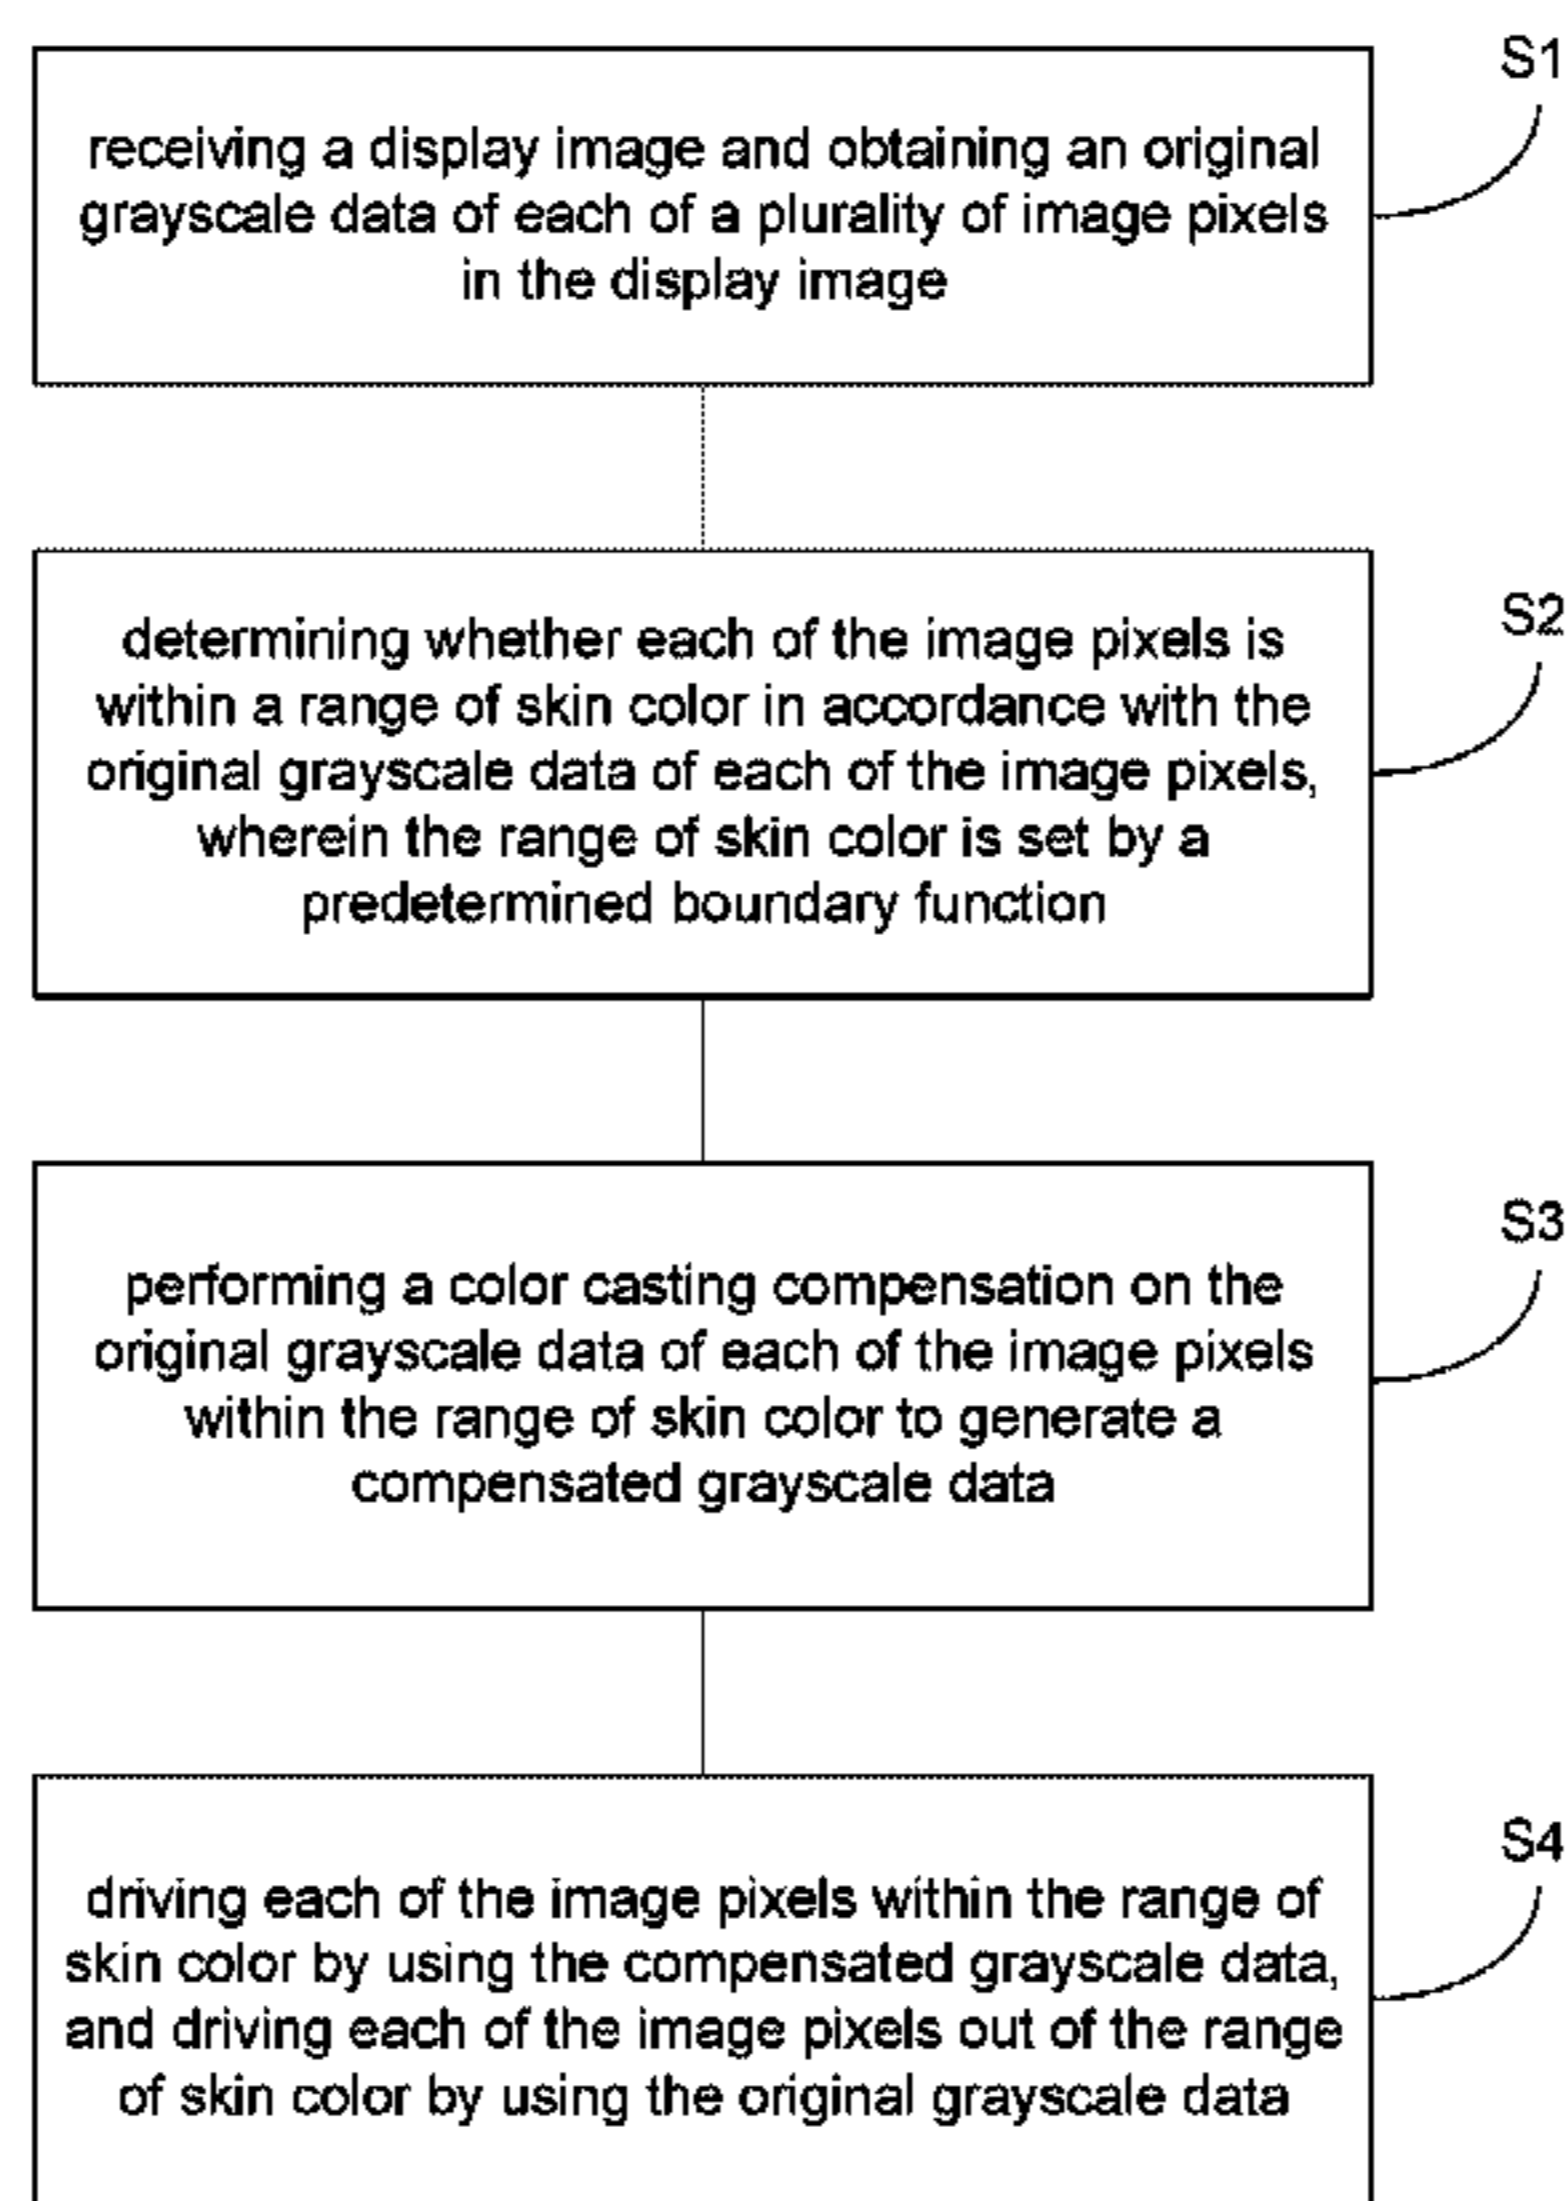 S1
receiving a display image and obtaining an original
grayscale data of each of a plurality of image pixels
in the display image
S2
determining whether each of the image pixels is
within a range of skin color in accordance with the
original grayscale data of each of the image pixels,
wherein the range of skin color is set by a
predetermined boundary function
S3
performing a color casting compensation on the
original grayscale data of each of the image pixels
within the range of skin color to generate a
compensated grayscale data
S4
driving each of the image pixels within the range of
skin color by using the compensated grayscale data,
and driving each of the image pixels out of the range
of skin color by using the original grayscale data